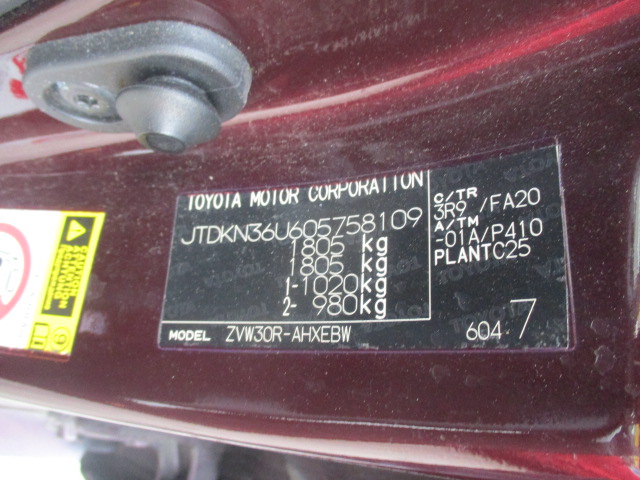 TOYOTA MOTOR CORPORATION
JTDKN36U605758109
1805 kg
1805 kg
1-1020kg
2- 980kg
MODEL ZVW30R-AHXEBW
C/TR
3R9 /FA20
A/TM
-01A/P410
PLANTC25
604 7